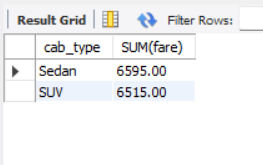 Result Grid Filter Rows:
cab_type SUM(fare)
Sedan 6595.00
SUV 6515.00